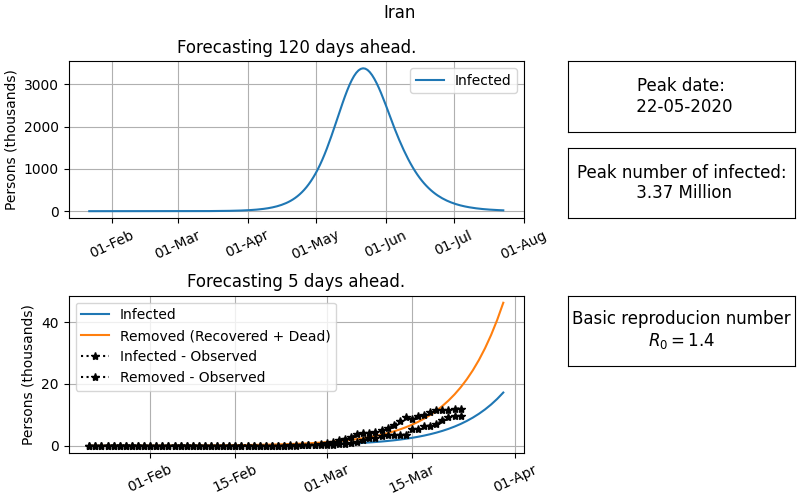 Iran
Forecasting 120 days ahead.
Persons (thousands)
3000
2000
1000
0
Infected
01-Feb
01-Mar
01-Apr
01-May
01-Jun
01-Jul
01-Aug
Peak date:
22-05-2020
Peak number of infected:
3.37 Million
Forecasting 5 days ahead.
Persons (thousands)
40
20
0
Infected
Removed (Recovered + Dead)
Infected - Observed
Removed - Observed
01-Feb
15-Feb
01-Mar
15-Mar
01-Apr
Basic reproducion number
R₀ = 1.4